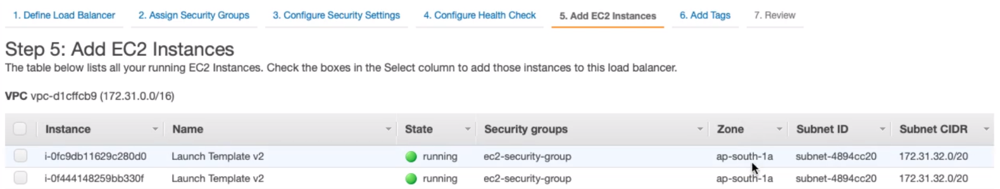 1. Define Load Balancer 2. Assign Security Groups 3. Configure Security Settings 4. Configure Health Check 5. Add EC2 Instances 6. Add Tags 7. Review
Step 5: Add EC2 Instances
The table below lists all your running EC2 Instances. Check the boxes in the Select column to add those instances to this load balancer.
VPC vpc-d1cffcb9 (172.31.0.0/16)
Instance Name State Security groups Zone Subnet ID Subnet CIDR
i-0fc9db11629c280d0 Launch Template v2 running ec2-security-group ap-south-1a subnet-4894cc20 172.31.32.0/20
i-0f444148259bb330f Launch Template v2 running ec2-security-group ap-south-1a subnet-4894cc20 172.31.32.0/20